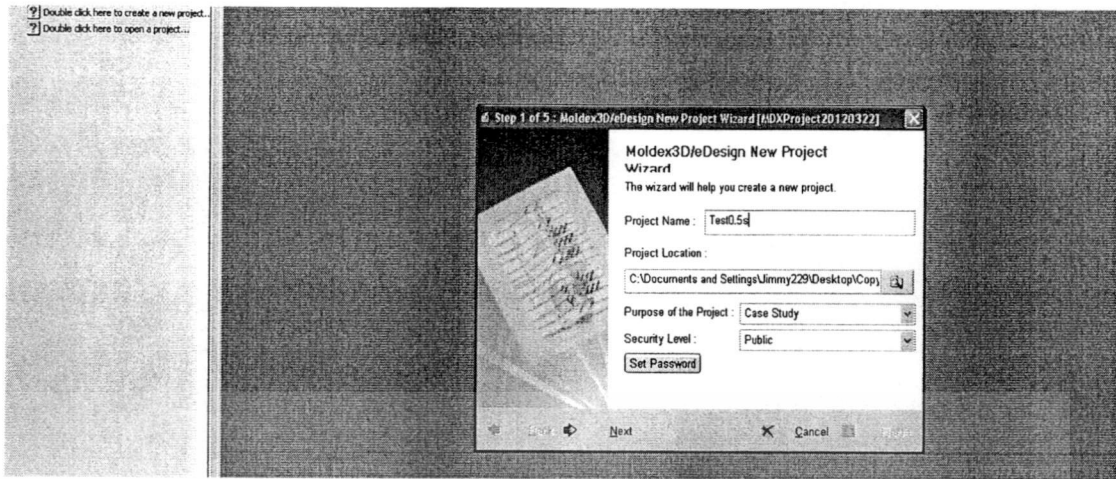 Double click here to create a new project...
Double click here to open a project...
Step 1 of 5 : Moldex3D/eDesign New Project Wizard [MDXProject20120322]
Moldex3D/eDesign New Project
Wizard
The wizard will help you create a new project.
Project Name : Test0.5s
Project Location :
C:\Documents and Settings\Jimmy229\Desktop\Copy
Purpose of the Project : Case Study
Security Level : Public
Set Password
Back Next Cancel